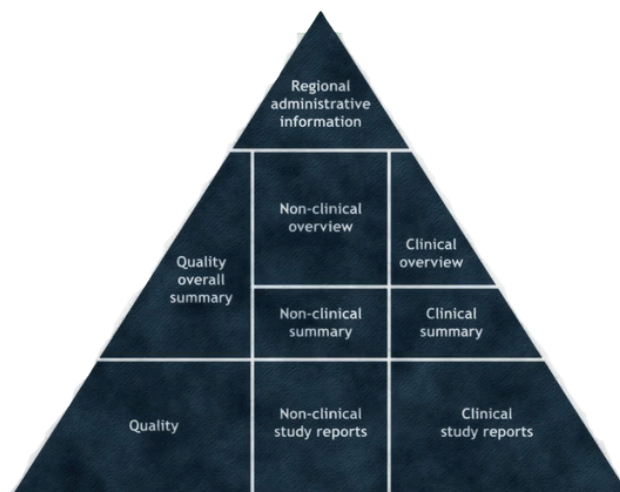 Regional
administrative
information
Non-clinical
overview
Clinical
overview
Quality
overall
summary
Non-clinical
summary
Clinical
summary
Quality
Non-clinical
study reports
Clinical
study reports